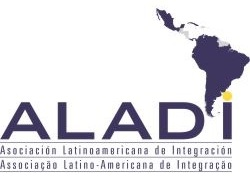 ALADi
Asociación Latinoamericana de Integración
Associação Latino-Americana de Integração